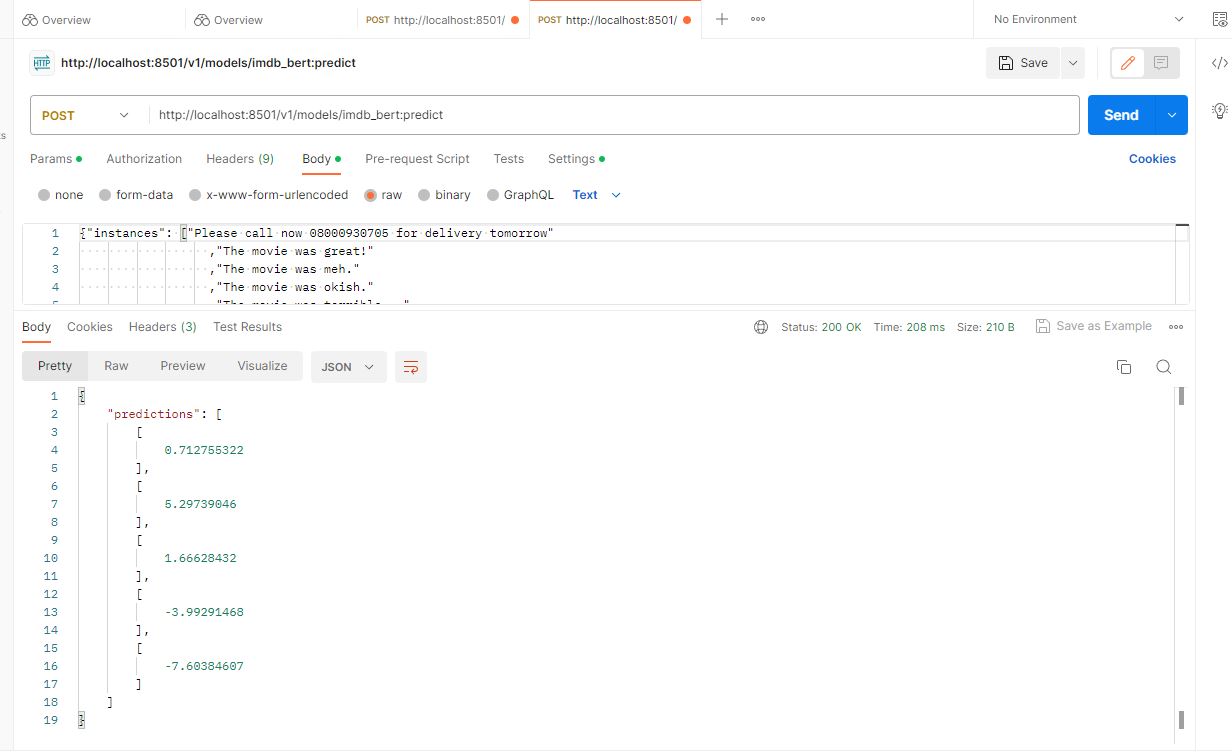 Overview Overview POST http://localhost:8501/ POST http://localhost:8501/ No Environment
HTTP http://localhost:8501/v1/models/imdb_bert:predict Save
POST http://localhost:8501/v1/models/imdb_bert:predict Send
Params Authorization Headers (9) Body Pre-request Script Tests Settings Cookies
none form-data x-www-form-urlencoded raw binary GraphQL Text
1 {"instances": ["Please call now 08000930705 for delivery tomorrow"
2 ,"The movie was great!"
3 ,"The movie was meh."
4 ,"The movie was okish."
5 "The movie was terrible..."
Body Cookies Headers (3) Test Results Status: 200 OK Time: 208 ms Size: 210 B Save as Example
Pretty Raw Preview Visualize JSON
1 {
2 "predictions": [
3 [
4 0.712755322
5 ],
6 [
7 5.29739046
8 ],
9 [
10 1.66628432
11 ],
12 [
13 -3.99291468
14 ],
15 [
16 -7.60384607
17 ]
18 ]
19 }